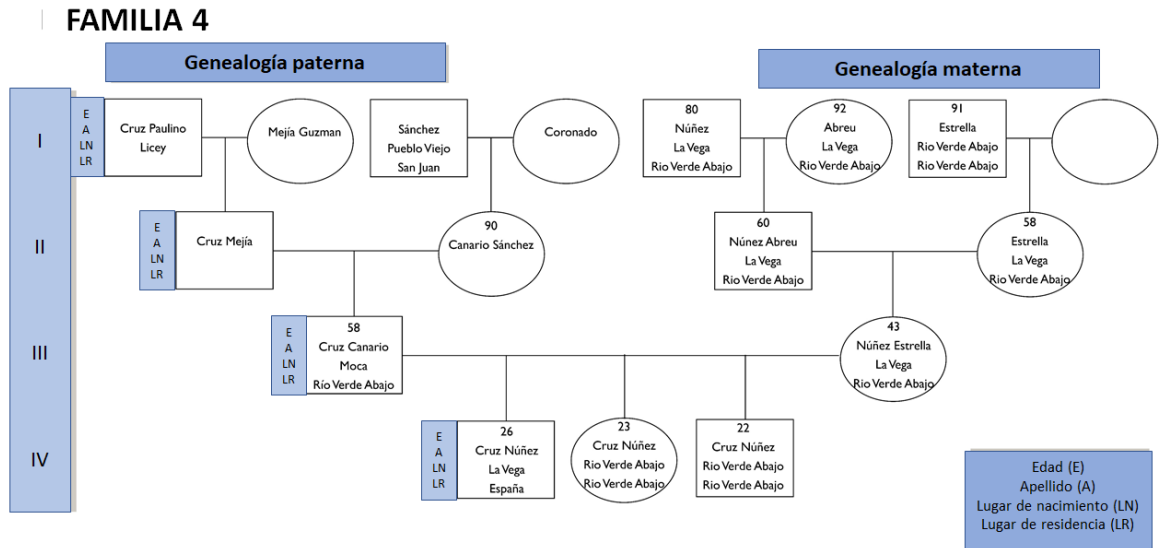 FAMILIA 4
Genealogía paterna
Genealogía materna
I
E
A
LN
LR
Cruz Paulino
Licey
Mejía Guzman
Sánchez
Pueblo Viejo
San Juan
Coronado
80
Núñez
La Vega
Rio Verde Abajo
92
Abreu
La Vega
Rio Verde Abajo
91
Estrella
Rio Verde Abajo
Rio Verde Abajo
II
E
A
LN
LR
Cruz Mejía
90
Canario Sánchez
60
Núnez Abreu
La Vega
Rio Verde Abajo
58
Estrella
La Vega
Rio Verde Abajo
III
E
A
LN
LR
58
Cruz Canario
Moca
Río Verde Abajo
43
Núñez Estrella
La Vega
Rio Verde Abajo
IV
E
A
LN
LR
26
Cruz Núñez
La Vega
España
23
Cruz Núñez
Rio Verde Abajo
Rio Verde Abajo
22
Cruz Núñez
Rio Verde Abajo
Rio Verde Abajo
Edad (E)
Apellido (A)
Lugar de nacimiento (LN)
Lugar de residencia (LR)